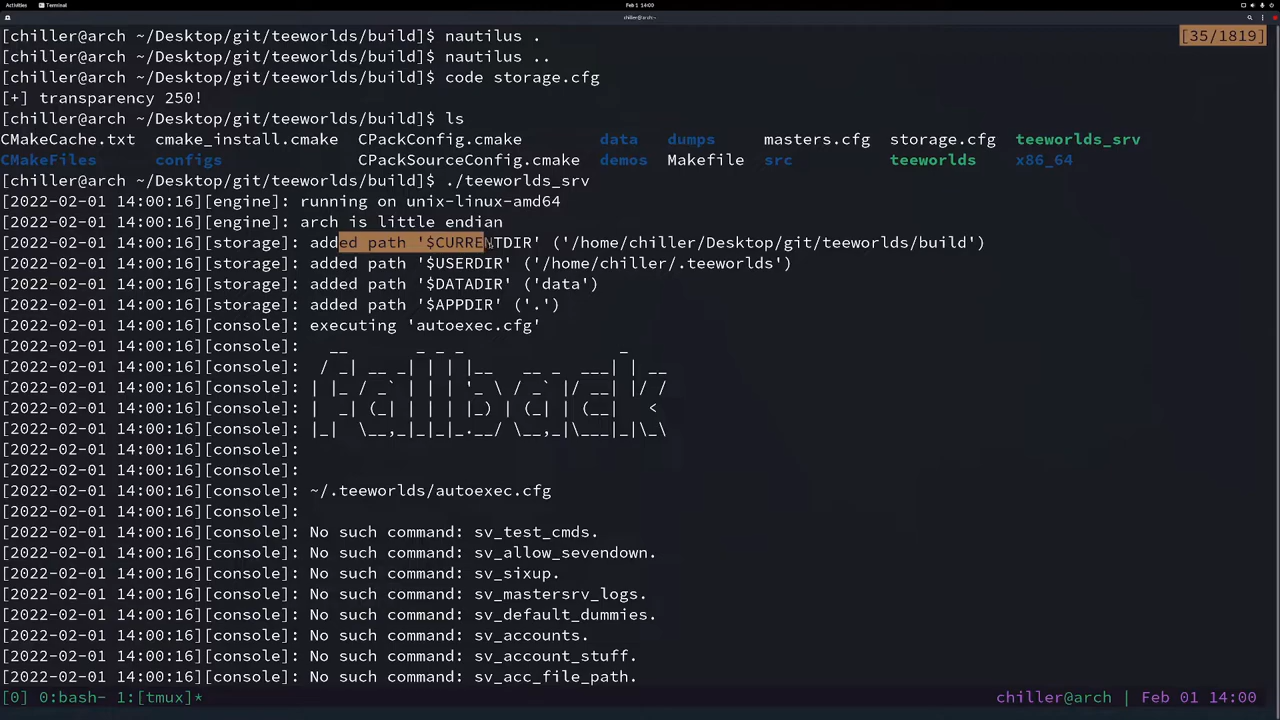 Activities Terminal Feb 1 14:00
chiller@arch:~
[chiller@arch ~/Desktop/git/teeworlds/build]$ nautilus . [35/1819]
[chiller@arch ~/Desktop/git/teeworlds/build]$ nautilus ..
[chiller@arch ~/Desktop/git/teeworlds/build]$ code storage.cfg
[+] transparency 250!
[chiller@arch ~/Desktop/git/teeworlds/build]$ ls
CMakeCache.txt cmake_install.cmake CPackConfig.cmake data dumps masters.cfg storage.cfg teeworlds_srv
CMakeFiles configs CPackSourceConfig.cmake demos Makefile src teeworlds x86_64
[chiller@arch ~/Desktop/git/teeworlds/build]$ ./teeworlds_srv
[2022-02-01 14:00:16][engine]: running on unix-linux-amd64
[2022-02-01 14:00:16][engine]: arch is little endian
[2022-02-01 14:00:16][storage]: added path '$CURRENTDIR' ('/home/chiller/Desktop/git/teeworlds/build')
[2022-02-01 14:00:16][storage]: added path '$USERDIR' ('/home/chiller/.teeworlds')
[2022-02-01 14:00:16][storage]: added path '$DATADIR' ('data')
[2022-02-01 14:00:16][storage]: added path '$APPDIR' ('.')
[2022-02-01 14:00:16][console]: executing 'autoexec.cfg'
[2022-02-01 14:00:16][console]:   __       _ _ _                _
[2022-02-01 14:00:16][console]:  / _| __ _| | | |__   __ _  ___| | __
[2022-02-01 14:00:16][console]: | |_ / _` | | | '_ \ / _` |/ __| |/ /
[2022-02-01 14:00:16][console]: |  _| (_| | | | |_) | (_| | (__|   <
[2022-02-01 14:00:16][console]: |_|  \__,_|_|_|_.__/ \__,_|\___|_|\_\
[2022-02-01 14:00:16][console]:
[2022-02-01 14:00:16][console]:
[2022-02-01 14:00:16][console]: ~/.teeworlds/autoexec.cfg
[2022-02-01 14:00:16][console]:
[2022-02-01 14:00:16][console]: No such command: sv_test_cmds.
[2022-02-01 14:00:16][console]: No such command: sv_allow_sevendown.
[2022-02-01 14:00:16][console]: No such command: sv_sixup.
[2022-02-01 14:00:16][console]: No such command: sv_mastersrv_logs.
[2022-02-01 14:00:16][console]: No such command: sv_default_dummies.
[2022-02-01 14:00:16][console]: No such command: sv_accounts.
[2022-02-01 14:00:16][console]: No such command: sv_account_stuff.
[2022-02-01 14:00:16][console]: No such command: sv_acc_file_path.
[0] 0:bash- 1:[tmux]* chiller@arch | Feb 01 14:00